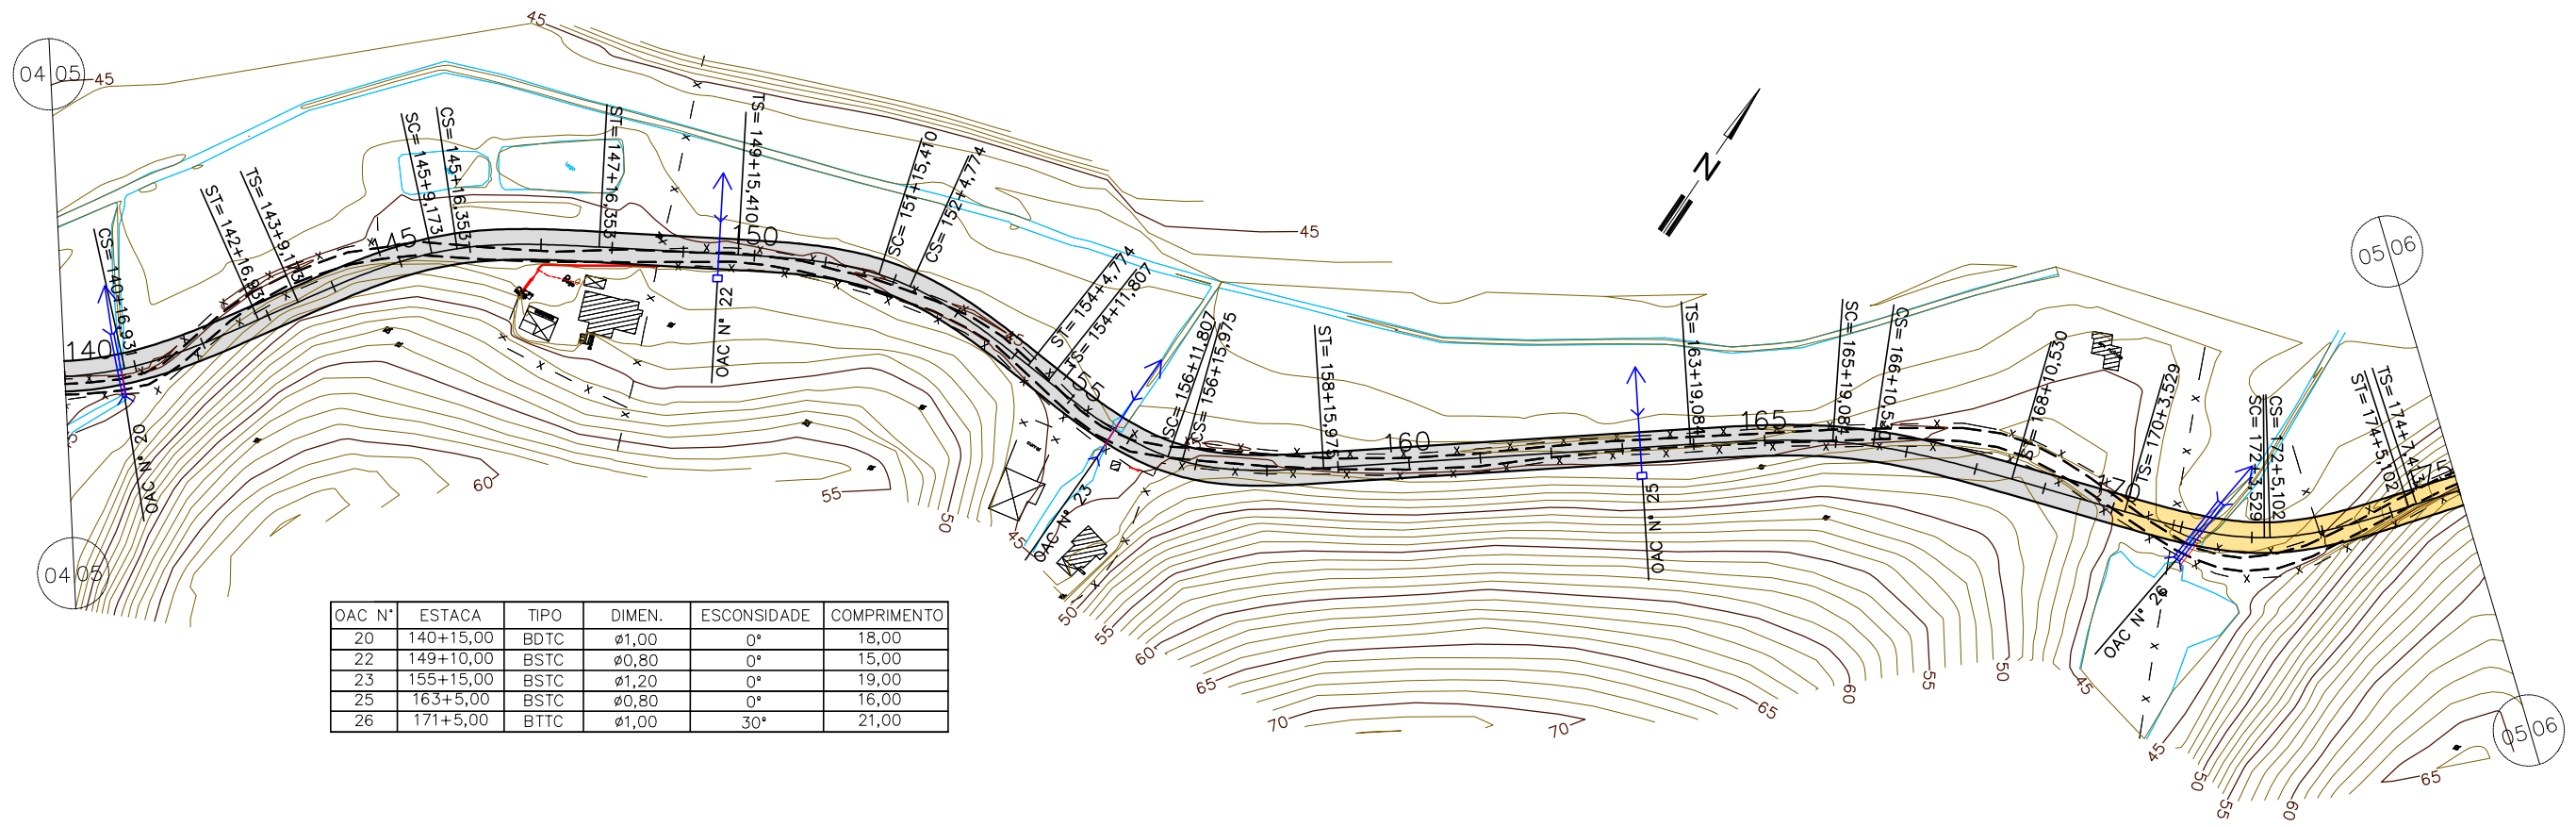 45
04 05
45
CS= 140+16,93
ST= 142+16,93
TS= 143+9,173
SC= 145+9,173
CS= 145+16,353
ST= 147+16,353
TS= 149+15,410
SC= 151+15,410
CS= 152+4,774
ST= 154+4,774
TS= 154+11,807
SC= 156+11,807
CS= 156+15,975
ST= 158+15,975
TS= 163+19,084
SC= 165+19,084
CS= 166+10,530
S = 168+10,530
TS= 170+3,529
SC= 172+3,529
CS= 172+5,102
ST= 174+5,102
TS= 174+7,413
N
45
05 06
140
145
150
45
155
160
165
170
175
OAC N° 20
OAC N° 22
OAC N° 23
OAC N° 25
OAC N° 26
60
55
50
45
50
55
60
65
70
70
65
60
55
50
45
45
50
55
60
65
04 05
05 06
OAC N° ESTACA TIPO DIMEN. ESCONSIDADE COMPRIMENTO
20 140+15,00 BDTC ø1,00 0° 18,00
22 149+10,00 BSTC ø0,80 0° 15,00
23 155+15,00 BSTC ø1,20 0° 19,00
25 163+5,00 BSTC ø0,80 0° 16,00
26 171+5,00 BTTC ø1,00 30° 21,00